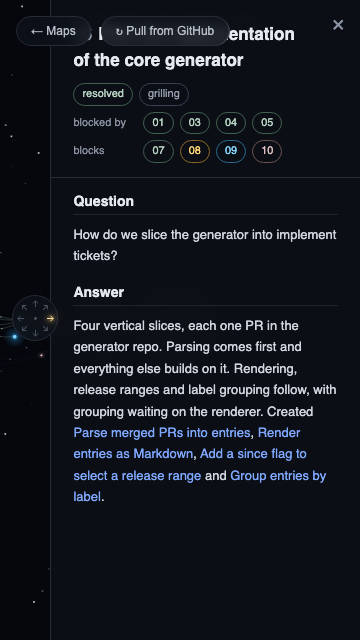 ← Maps
↻ Pull from GitHub
×
of the core generator
resolved
grilling
blocked by
01
03
04
05
blocks
07
08
09
10
Question
How do we slice the generator into implement
tickets?
Answer
Four vertical slices, each one PR in the
generator repo. Parsing comes first and
everything else builds on it. Rendering,
release ranges and label grouping follow, with
grouping waiting on the renderer. Created
Parse merged PRs into entries, Render
entries as Markdown, Add a since flag to
select a release range and Group entries by
label.